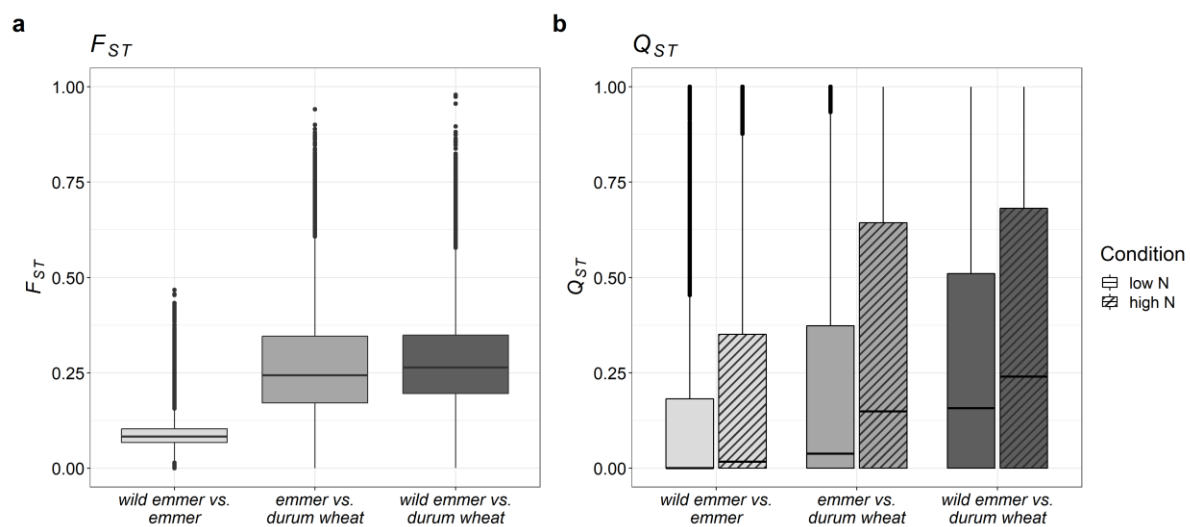 a
F_ST
1.00
0.75
0.50
0.25
0.00
F_ST
wild emmer vs.
emmer
emmer vs.
durum wheat
wild emmer vs.
durum wheat
b
Q_ST
1.00
0.75
0.50
0.25
0.00
Q_ST
wild emmer vs.
emmer
emmer vs.
durum wheat
wild emmer vs.
durum wheat
Condition
low N
high N